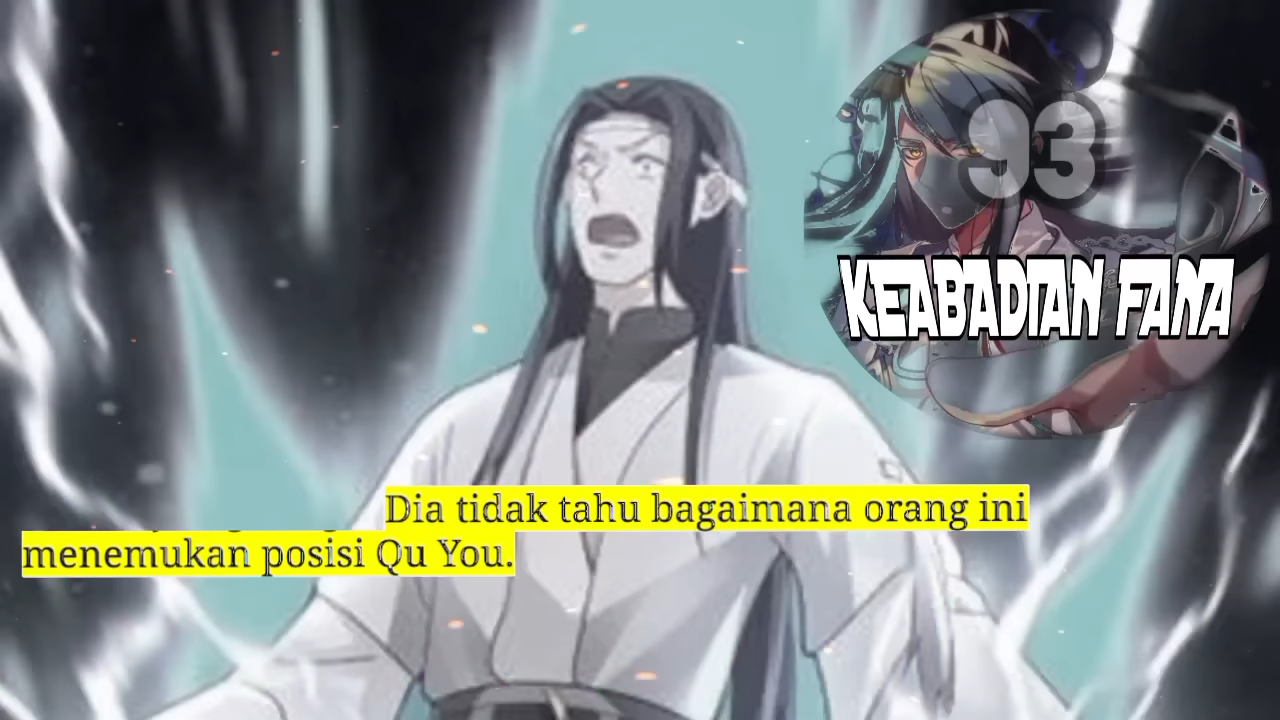 93
KEABADIAN FANA
Dia tidak tahu bagaimana orang ini
menemukan posisi Qu You.